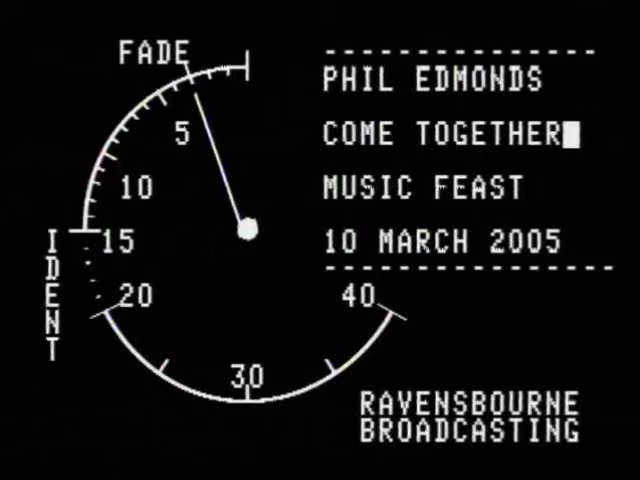 FADE
PHIL EDMONDS
5
COME TOGETHER
10
MUSIC FEAST
15
10 MARCH 2005
IDENT
20
40
30
RAVENSBOURNE
BROADCASTING